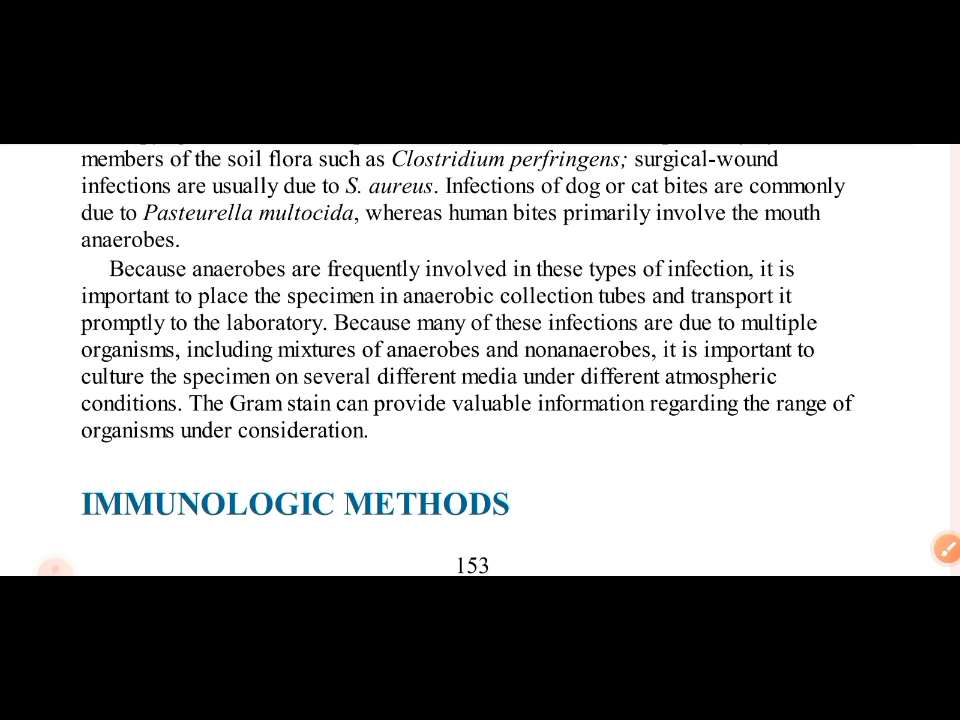 members of the soil flora such as Clostridium perfringens; surgical-wound
infections are usually due to S. aureus. Infections of dog or cat bites are commonly
due to Pasteurella multocida, whereas human bites primarily involve the mouth
anaerobes.
Because anaerobes are frequently involved in these types of infection, it is
important to place the specimen in anaerobic collection tubes and transport it
promptly to the laboratory. Because many of these infections are due to multiple
organisms, including mixtures of anaerobes and nonanaerobes, it is important to
culture the specimen on several different media under different atmospheric
conditions. The Gram stain can provide valuable information regarding the range of
organisms under consideration.
IMMUNOLOGIC METHODS
153